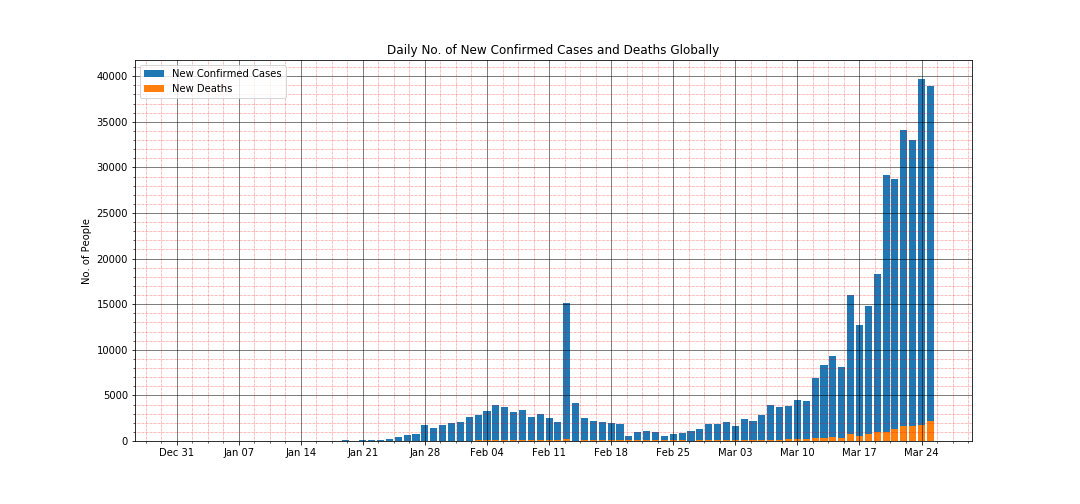 Daily No. of New Confirmed Cases and Deaths Globally
New Confirmed Cases
New Deaths
No. of People
40000
35000
30000
25000
20000
15000
10000
5000
0
Dec 31 Jan 07 Jan 14 Jan 21 Jan 28 Feb 04 Feb 11 Feb 18 Feb 25 Mar 03 Mar 10 Mar 17 Mar 24